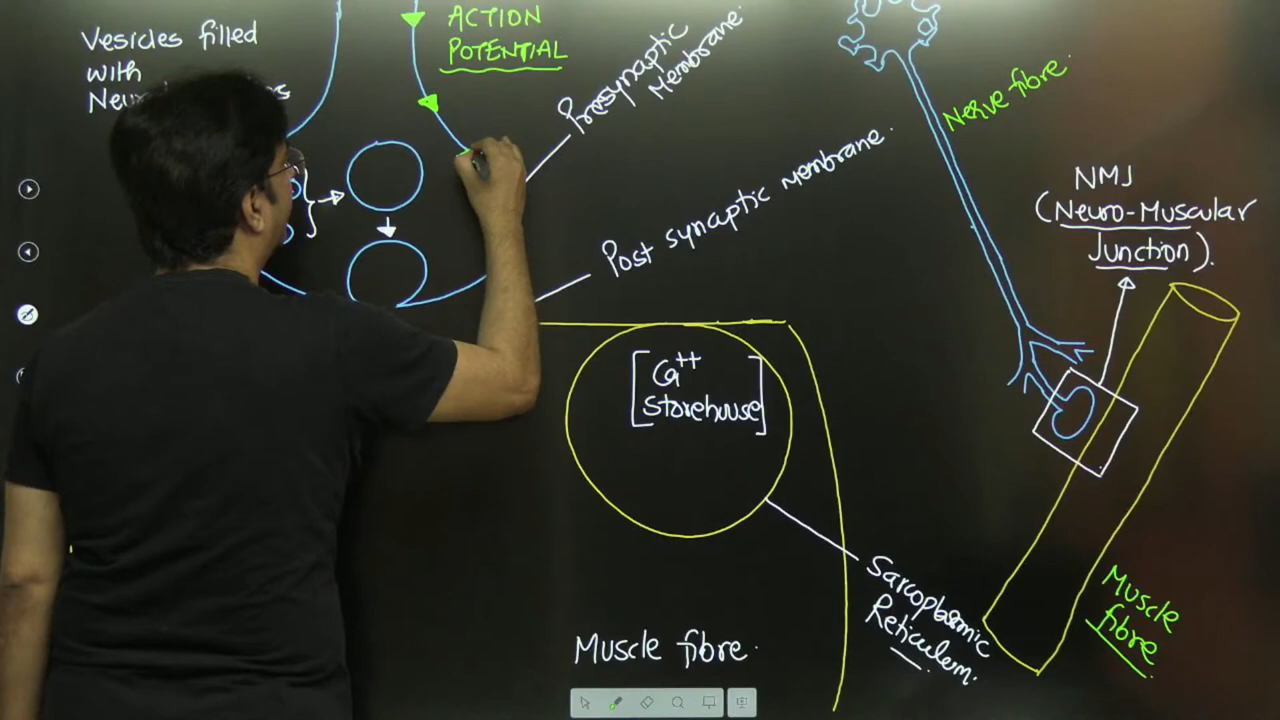 Vesicles filled
with
ACTION
POTENTIAL
Presynaptic
Membrane.
Post synaptic membrane.
Nerve fibre.
NMJ
(Neuro-Muscular
Junction).
[Ca++
storehouse]
Sarcoplasmic
Reticulum.
Muscle
fibre
Muscle fibre.